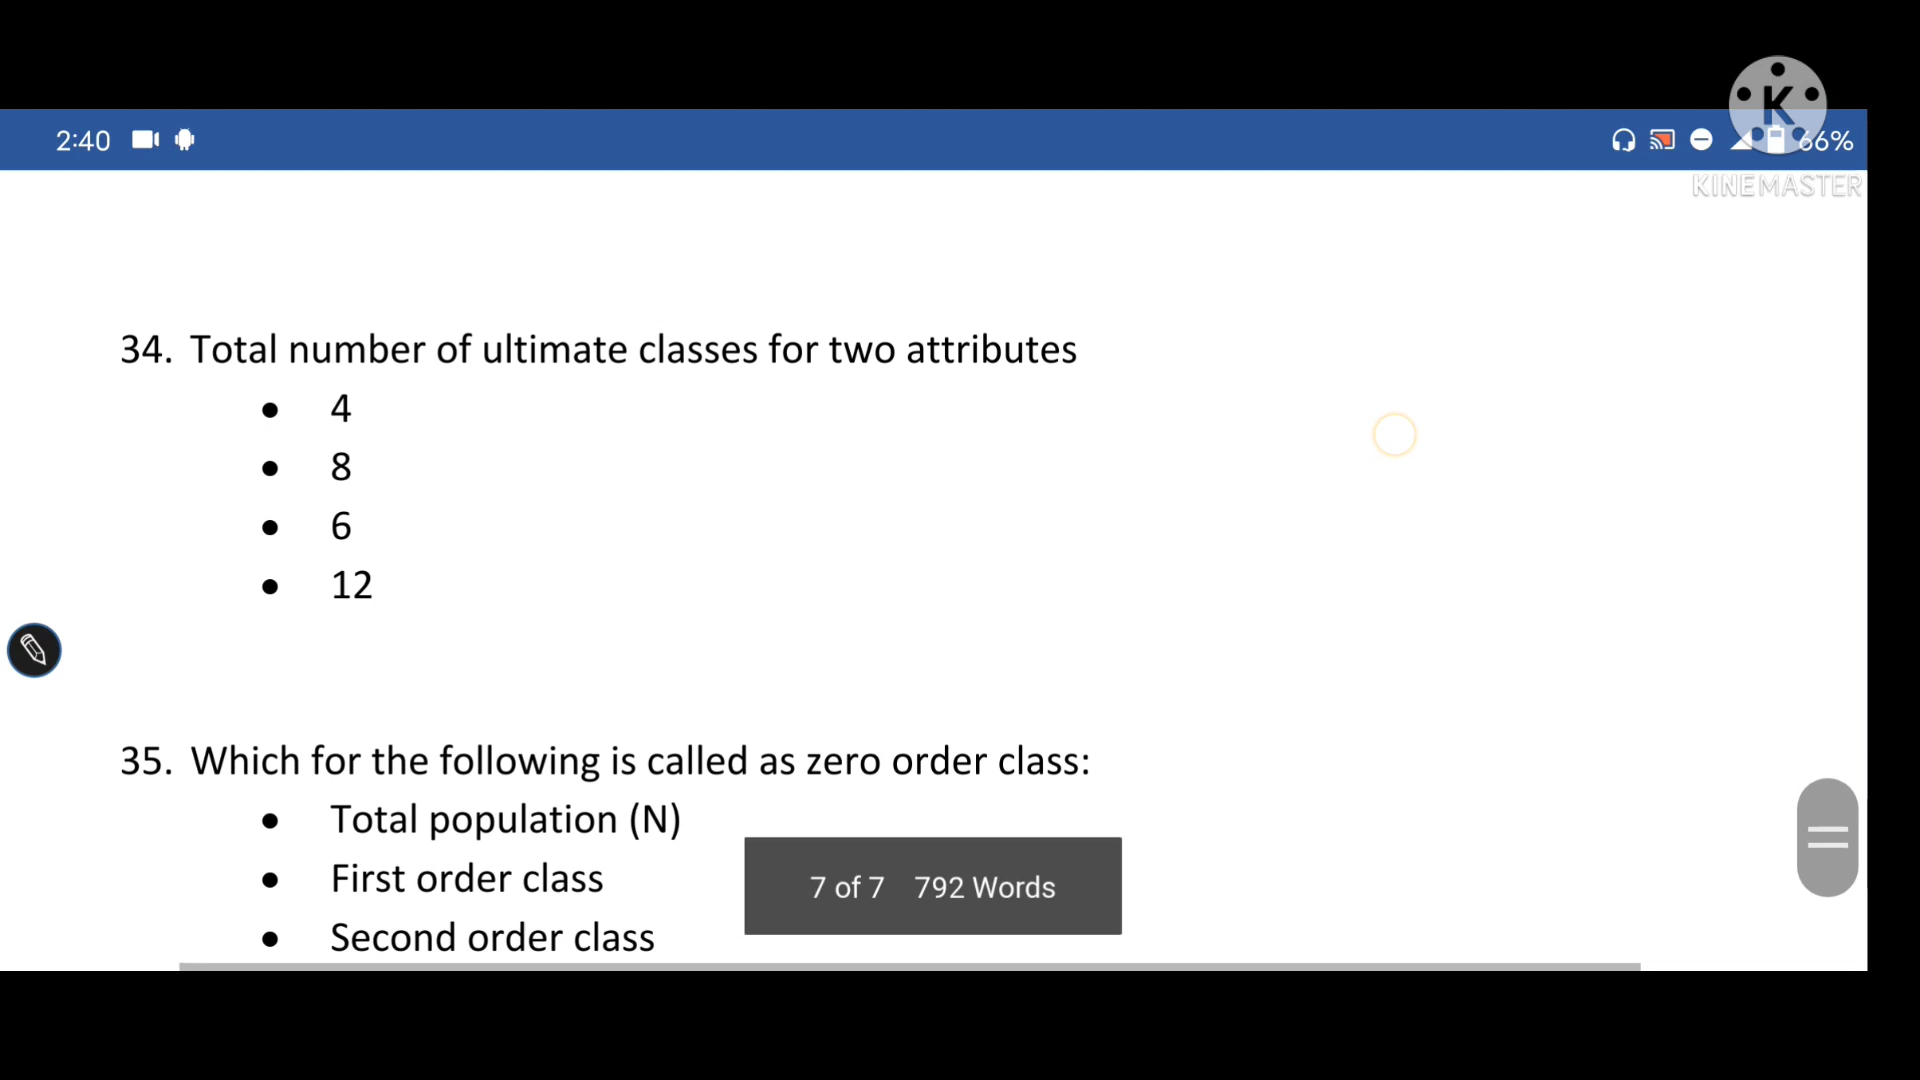 2:40
66%
K
KINEMASTER
34. Total number of ultimate classes for two attributes
• 4
• 8
• 6
• 12
35. Which for the following is called as zero order class:
• Total population (N)
• First order class
• Second order class
7 of 7 792 Words